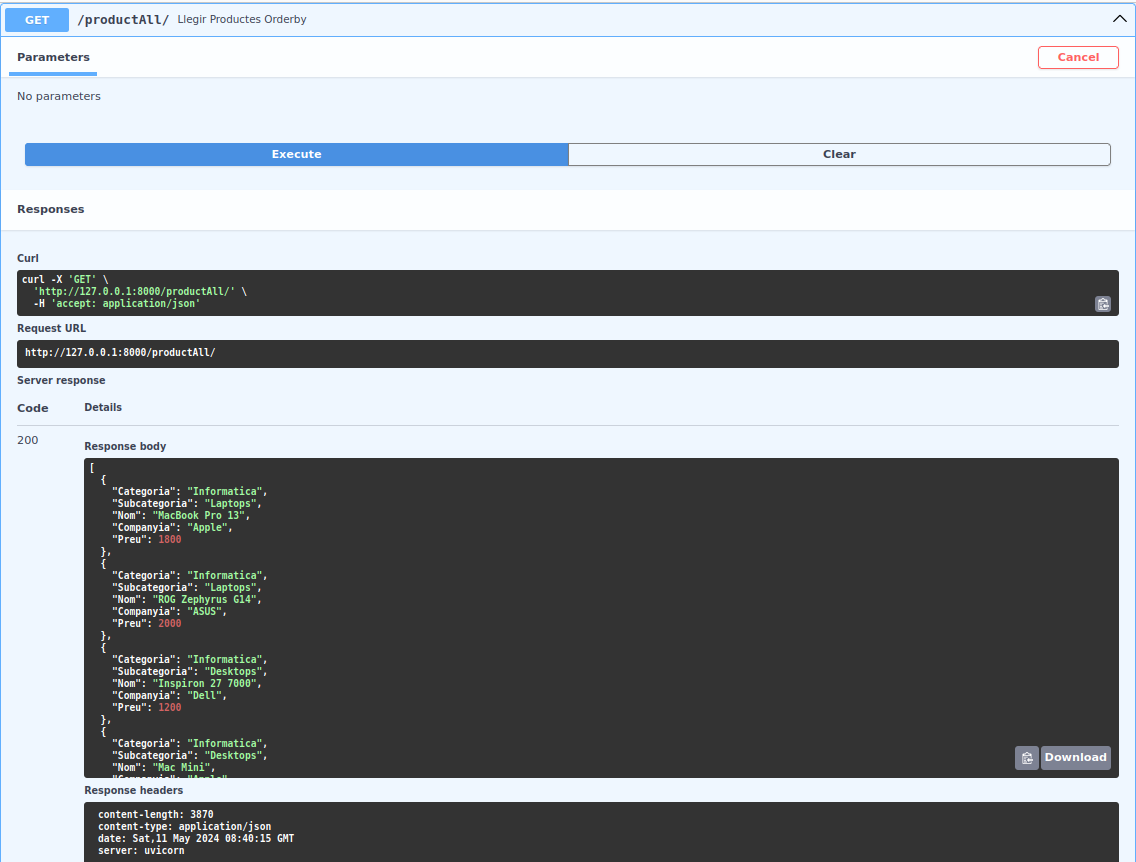 GET /productAll/ Llegir Productes Orderby
Parameters
Cancel
No parameters
Execute
Clear
Responses
Curl
curl -X 'GET' \
  'http://127.0.0.1:8000/productAll/' \
  -H 'accept: application/json'
Request URL
http://127.0.0.1:8000/productAll/
Server response
Code Details
200
Response body
[
  {
    "Categoria": "Informatica",
    "Subcategoria": "Laptops",
    "Nom": "MacBook Pro 13",
    "Companyia": "Apple",
    "Preu": 1800
  },
  {
    "Categoria": "Informatica",
    "Subcategoria": "Laptops",
    "Nom": "ROG Zephyrus G14",
    "Companyia": "ASUS",
    "Preu": 2000
  },
  {
    "Categoria": "Informatica",
    "Subcategoria": "Desktops",
    "Nom": "Inspiron 27 7000",
    "Companyia": "Dell",
    "Preu": 1200
  },
  {
    "Categoria": "Informatica",
    "Subcategoria": "Desktops",
    "Nom": "Mac Mini",
    "Companyia": "Apple",
Download
Response headers
content-length: 3870
content-type: application/json
date: Sat,11 May 2024 08:40:15 GMT
server: uvicorn